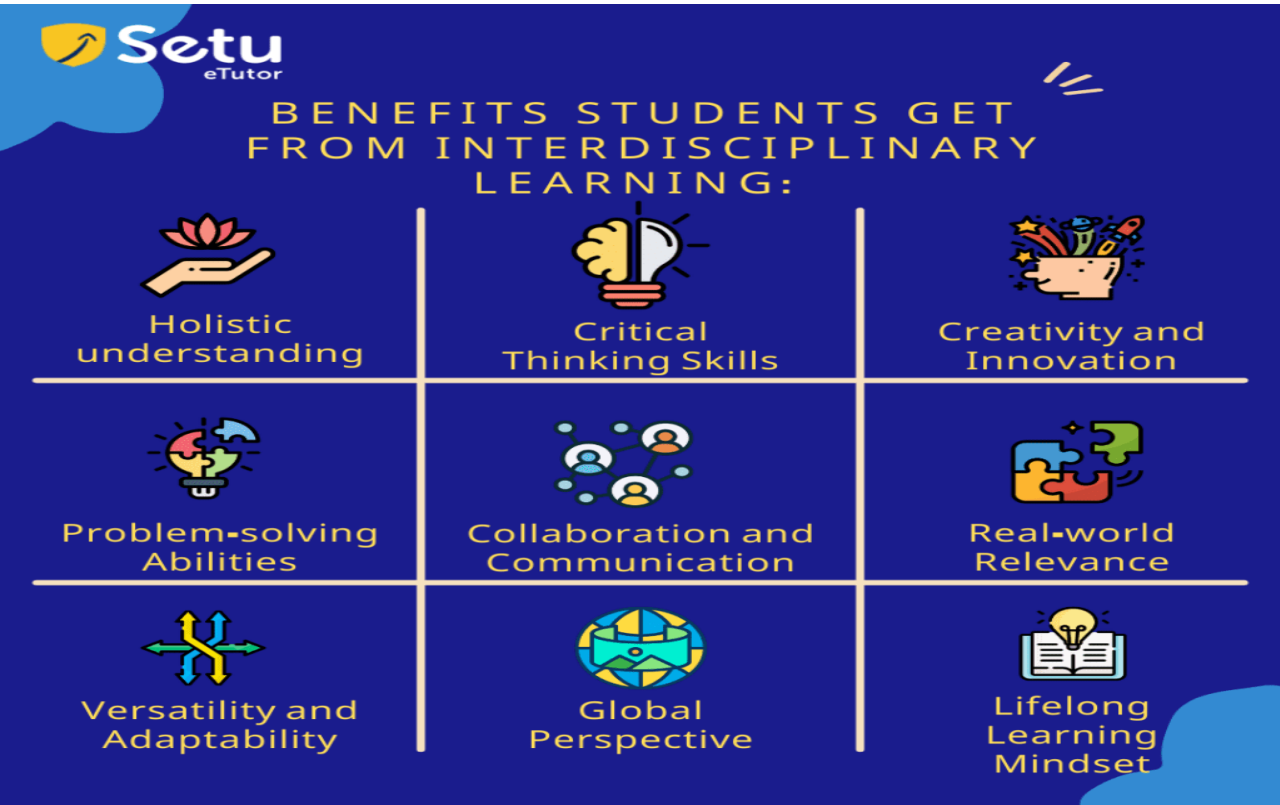 Setu
eTutor
BENEFITS STUDENTS GET
FROM INTERDISCIPLINARY
LEARNING:
Holistic
understanding
Critical
Thinking Skills
Creativity and
Innovation
Problem-solving
Abilities
Collaboration and
Communication
Real-world
Relevance
Versatility and
Adaptability
Global
Perspective
Lifelong
Learning
Mindset